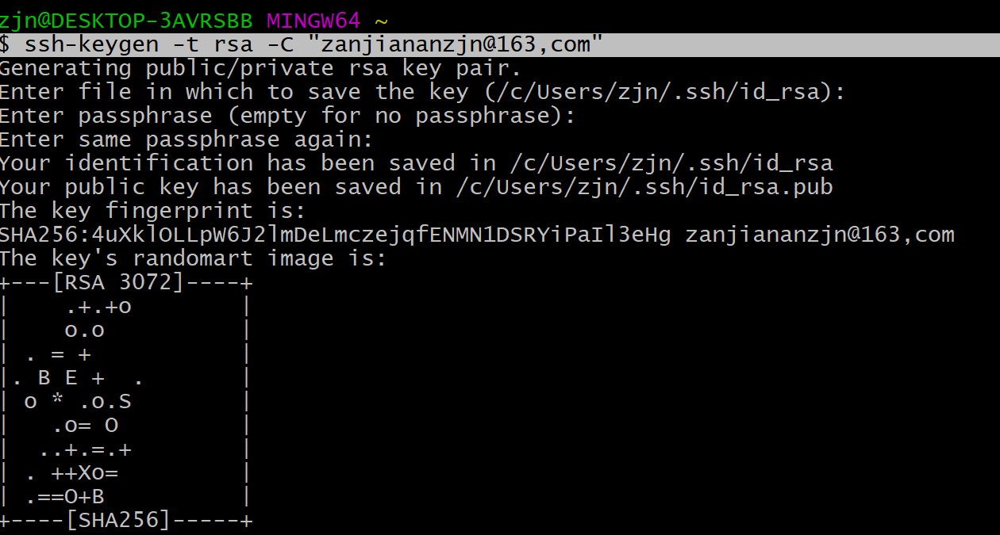 zjn@DESKTOP-3AVRSBB MINGW64 ~
$ ssh-keygen -t rsa -C "zanjiananzjn@163,com"
Generating public/private rsa key pair.
Enter file in which to save the key (/c/Users/zjn/.ssh/id_rsa):
Enter passphrase (empty for no passphrase):
Enter same passphrase again:
Your identification has been saved in /c/Users/zjn/.ssh/id_rsa
Your public key has been saved in /c/Users/zjn/.ssh/id_rsa.pub
The key fingerprint is:
SHA256:4uXklOLLpW6J2lmDeLmczejqfENMN1DSRYiPaIl3eHg zanjiananzjn@163,com
The key's randomart image is:
+---[RSA 3072]----+
|    .+.+o        |
|    o.o          |
| . = +           |
|. B E +  .       |
| o * .o.S        |
|   .o= O         |
|  ..+.=.+        |
| . ++Xo=         |
| .==O+B          |
+----[SHA256]-----+